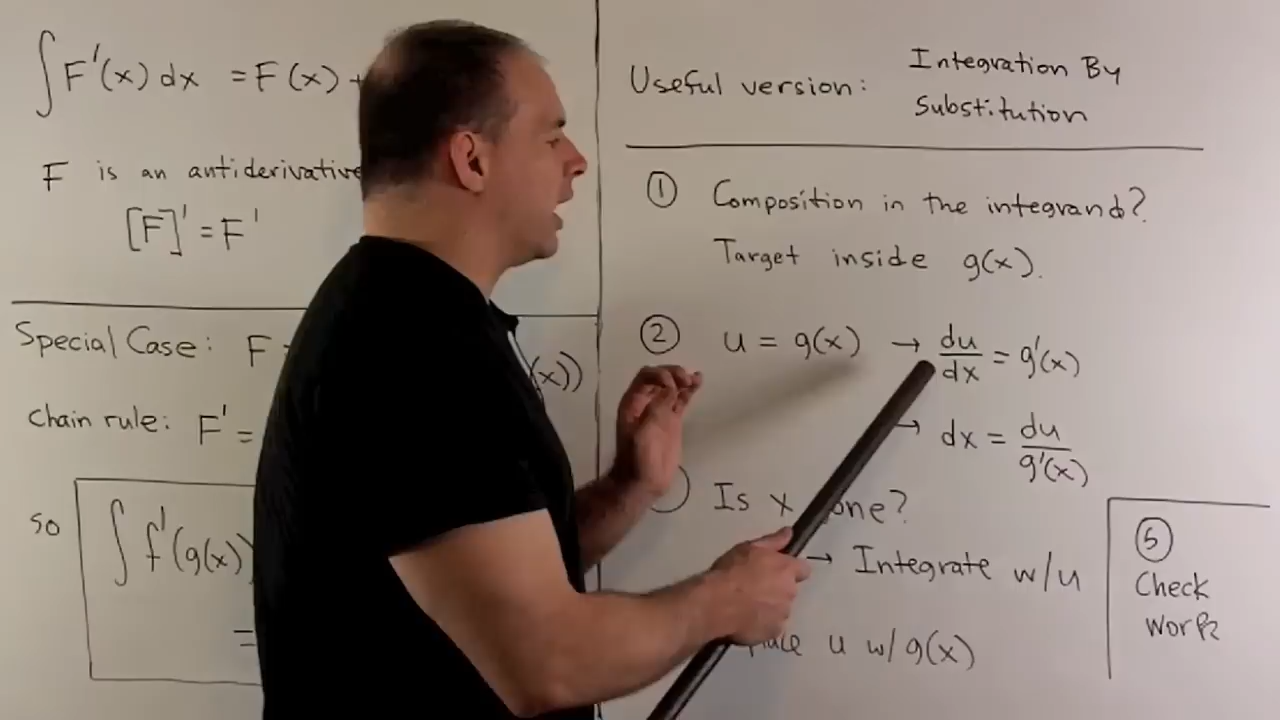 ∫F'(x) dx = F(x) +
F is an antiderivative
[F]' = F'
Special Case: F
(x))
Chain rule: F' =
so ∫ f'(g(x))
=
Useful version: Integration By
Substitution
① Composition in the integrand?
Target inside g(x).
② u = g(x) → du/dx = g'(x)
→ dx = du/g'(x)
Is x one?
→ Integrate w/u
u w/g(x)
⑤
Check
Work